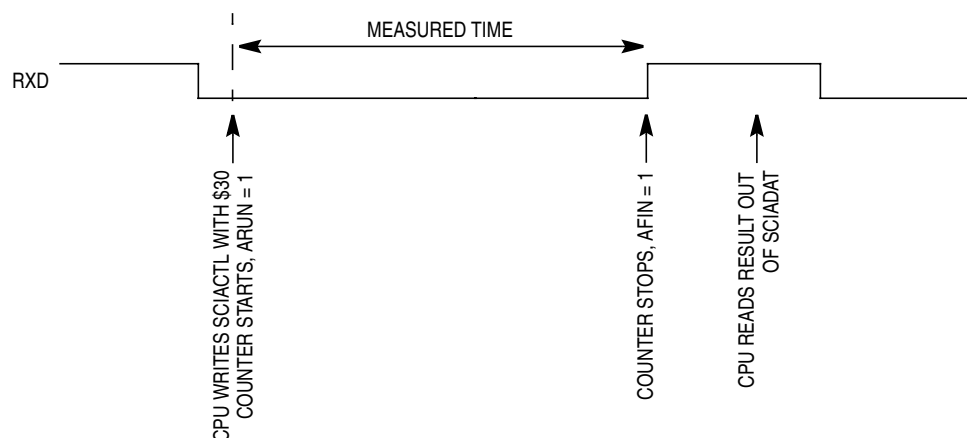 MEASURED TIME
RXD
CPU WRITES SCIACTL WITH $30
COUNTER STARTS, ARUN = 1
COUNTER STOPS, AFIN = 1
CPU READS RESULT OUT
OF SCIADAT